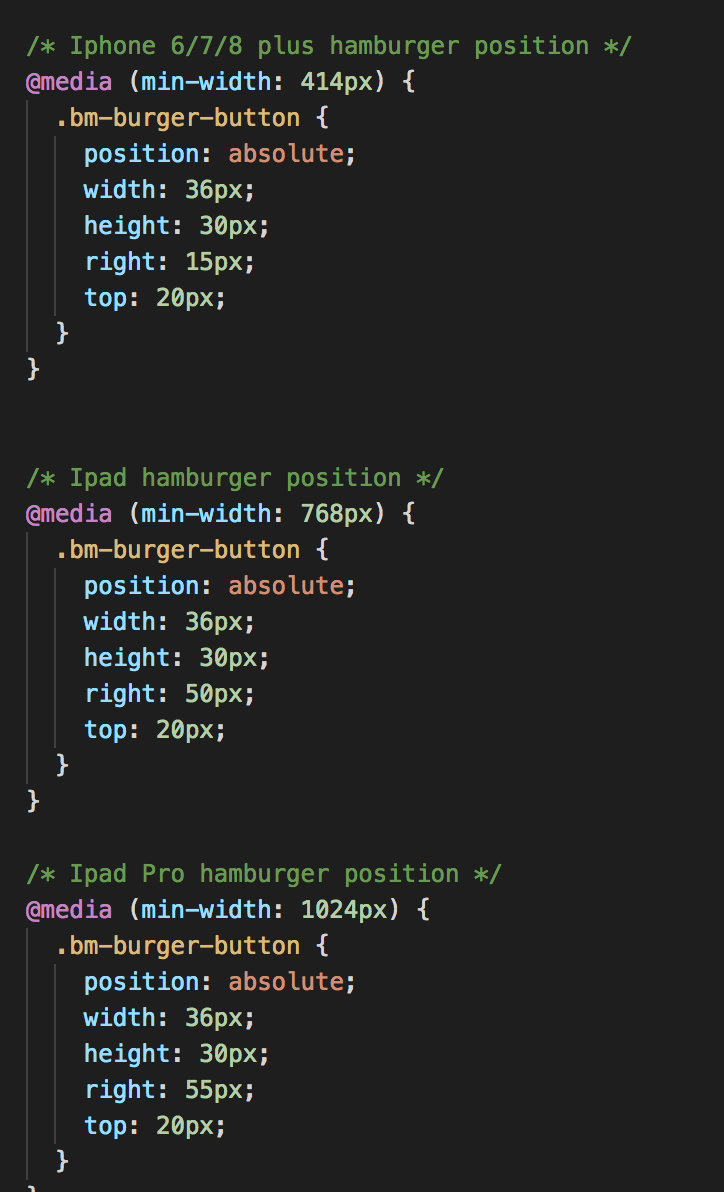 /* Iphone 6/7/8 plus hamburger position */
@media (min-width: 414px) {
.bm-burger-button {
position: absolute;
width: 36px;
height: 30px;
right: 15px;
top: 20px;
}
}
/* Ipad hamburger position */
@media (min-width: 768px) {
.bm-burger-button {
position: absolute;
width: 36px;
height: 30px;
right: 50px;
top: 20px;
}
}
/* Ipad Pro hamburger position */
@media (min-width: 1024px) {
.bm-burger-button {
position: absolute;
width: 36px;
height: 30px;
right: 55px;
top: 20px;
}
}